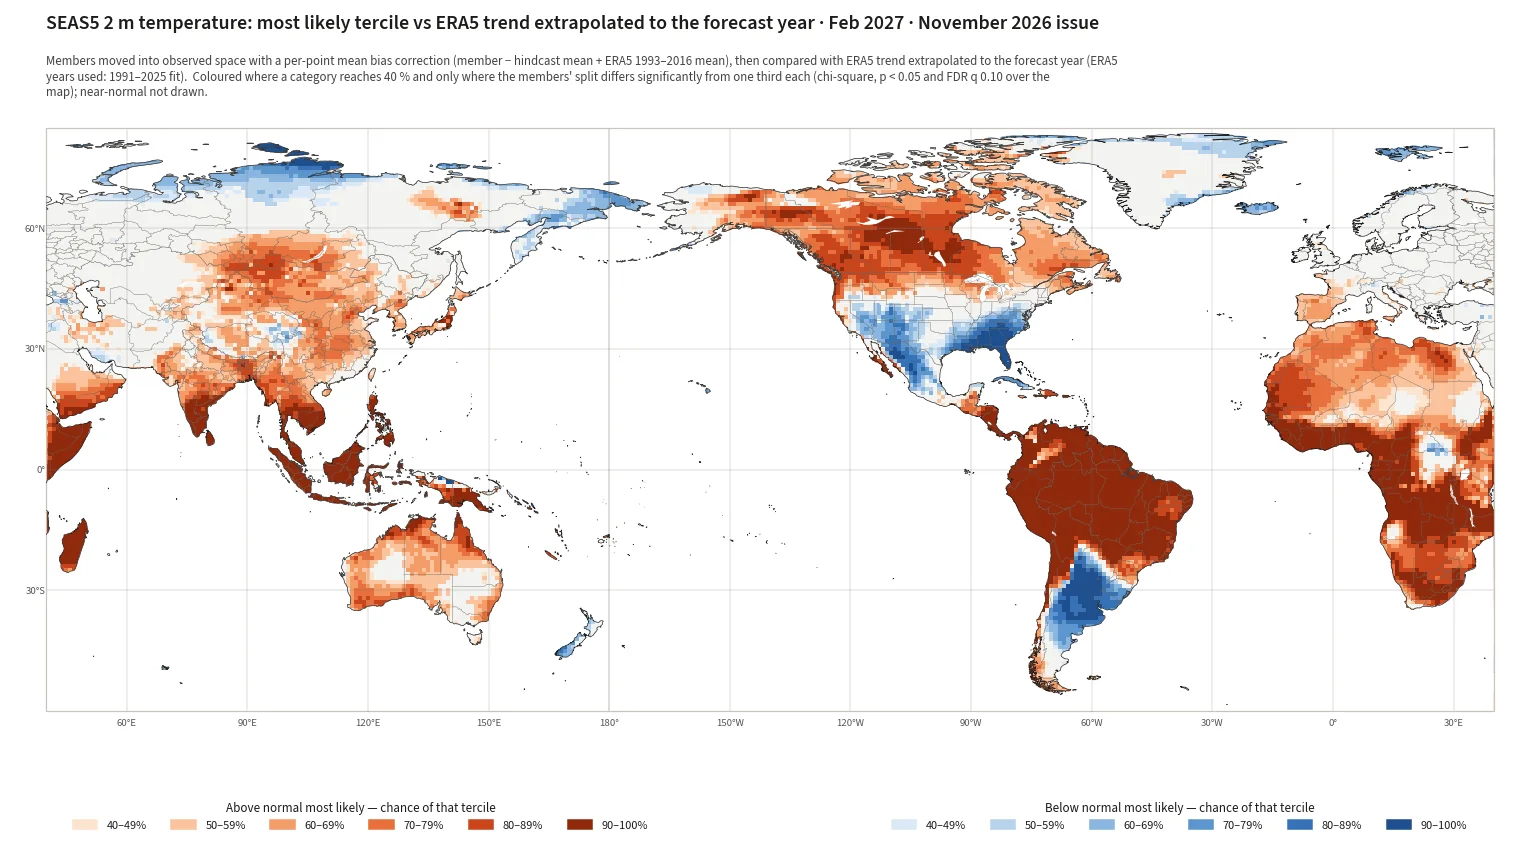 SEAS5 2 m temperature: most likely tercile vs ERA5 trend extrapolated to the forecast year · Feb 2027 · November 2026 issue
Members moved into observed space with a per-point mean bias correction (member − hindcast mean + ERA5 1993–2016 mean), then compared with ERA5 trend extrapolated to the forecast year (ERA5
years used: 1991–2025 fit). Coloured where a category reaches 40 % and only where the members' split differs significantly from one third each (chi-square, p < 0.05 and FDR q 0.10 over the
map); near-normal not drawn.
60°N
30°N
0°
30°S
60°E 90°E 120°E 150°E 180° 150°W 120°W 90°W 60°W 30°W 0° 30°E
Above normal most likely — chance of that tercile
40–49% 50–59% 60–69% 70–79% 80–89% 90–100%
Below normal most likely — chance of that tercile
40–49% 50–59% 60–69% 70–79% 80–89% 90–100%